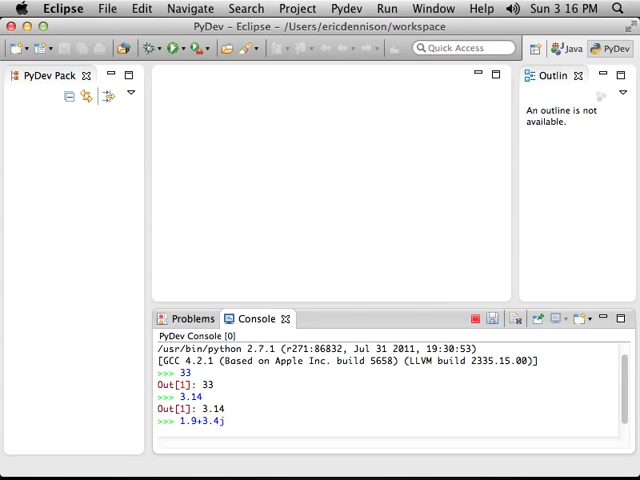 Eclipse File Edit Navigate Search Project Pydev Run Window Help Sun 3 16 PM
PyDev – Eclipse – /Users/ericdennison/workspace
Quick Access
Java
PyDev
PyDev Pack
Outlin
An outline is not
available.
Problems
Console
PyDev Console [0]
/usr/bin/python 2.7.1 (r271:86832, Jul 31 2011, 19:30:53)
[GCC 4.2.1 (Based on Apple Inc. build 5658) (LLVM build 2335.15.00)]
>>> 33
Out[1]: 33
>>> 3.14
Out[1]: 3.14
>>> 1.9+3.4j